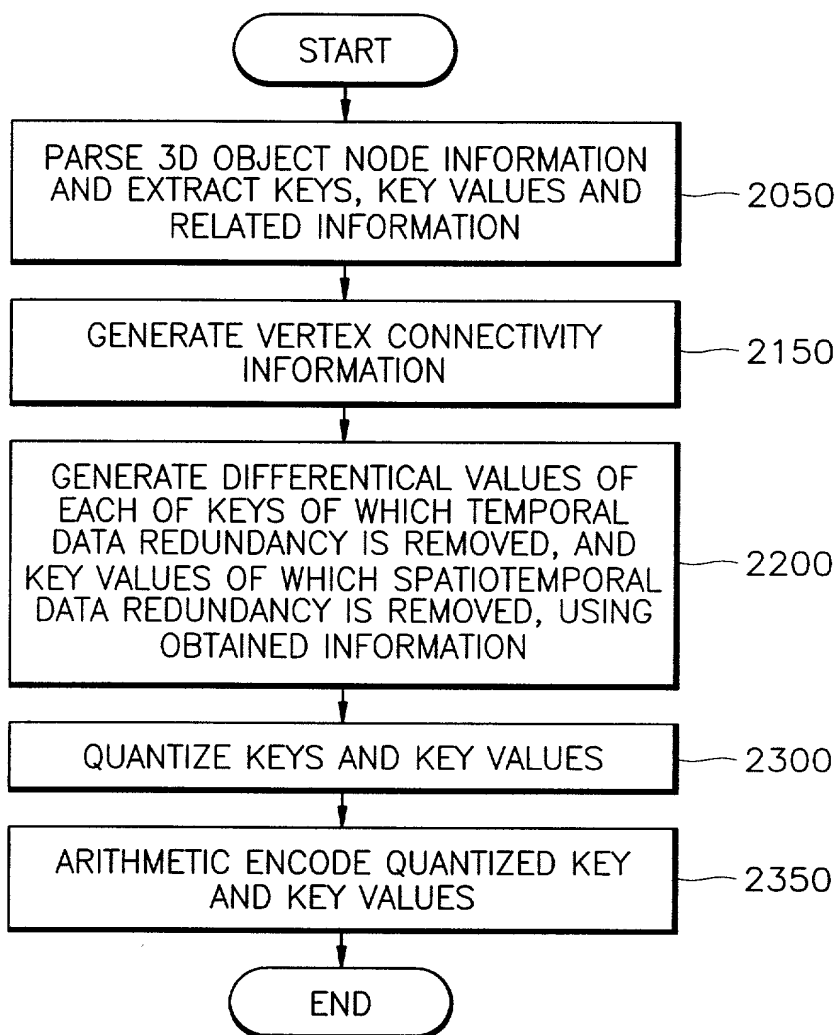 START
PARSE 3D OBJECT NODE INFORMATION
AND EXTRACT KEYS, KEY VALUES AND
RELATED INFORMATION
2050
GENERATE VERTEX CONNECTIVITY
INFORMATION
2150
GENERATE DIFFERENTICAL VALUES OF
EACH OF KEYS OF WHICH TEMPORAL
DATA REDUNDANCY IS REMOVED, AND
KEY VALUES OF WHICH SPATIOTEMPORAL
DATA REDUNDANCY IS REMOVED, USING
OBTAINED INFORMATION
2200
QUANTIZE KEYS AND KEY VALUES
2300
ARITHMETIC ENCODE QUANTIZED KEY
AND KEY VALUES
2350
END